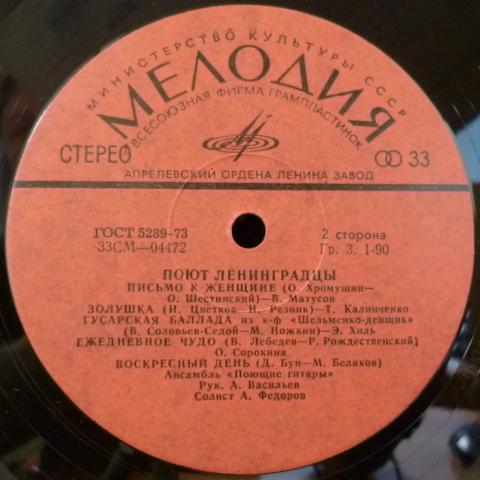 МИНИСТЕРСТВО КУЛЬТУРЫ СССР
МЕЛОДИЯ
ВСЕСОЮЗНАЯ ФИРМА ГРАМПЛАСТИНОК
СТЕРЕО
33
АПРЕЛЕВСКИЙ ОРДЕНА ЛЕНИНА ЗАВОД
ГОСТ 5289-73
2 сторона
33СМ—04472
Гр. 3. 1-90
ПОЮТ ЛЕНИНГРАДЦЫ
ПИСЬМО К ЖЕНЩИНЕ (О. Хромушин—
О. Шестинский)—В. Матусов
ЗОЛУШКА (И. Цветков—И. Резник)—Т. Калинченко
ГУСАРСКАЯ БАЛЛАДА из к-ф «Шельменко-денщик»
(В. Соловьев-Седой—М. Ножкин)—Э. Хиль
ЕЖЕДНЕВНОЕ ЧУДО (В. Лебедев—Р. Рождественский)
О. Сорокина
ВОСКРЕСНЫЙ ДЕНЬ (Д. Бун—М. Беляков)
Ансамбль «Поющие гитары»
Рук. А. Васильев
Солист А. Федоров